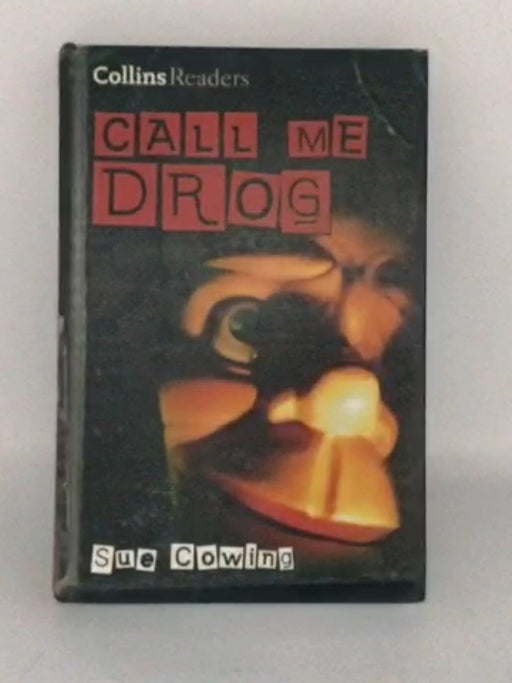 Collins Readers
CALL ME
DROG
Sue Cowing